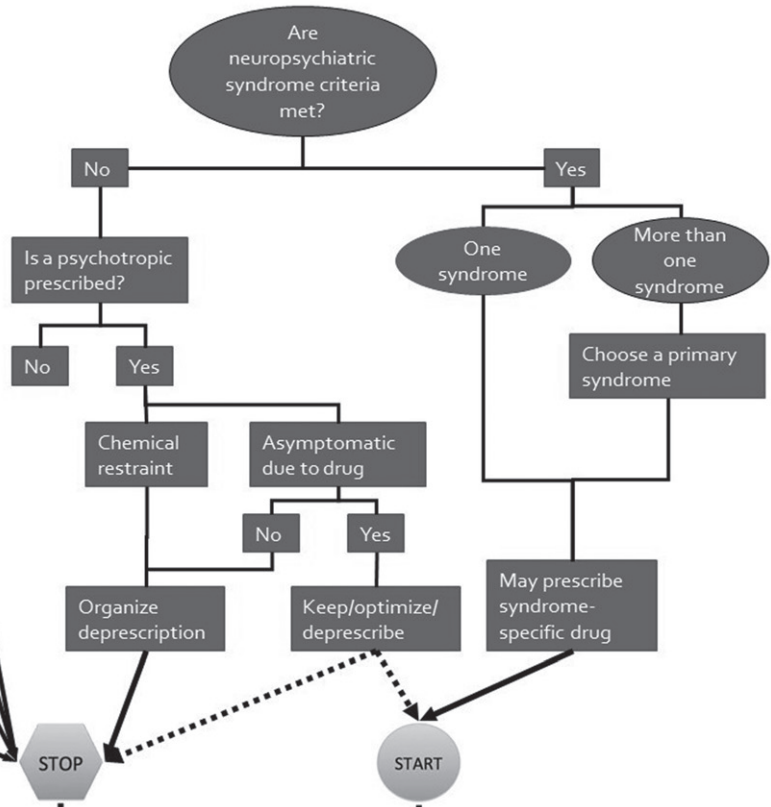 Are
neuropsychiatric
syndrome criteria
met?
No
Yes
Is a psychotropic
prescribed?
One
syndrome
More than
one
syndrome
No
Yes
Choose a primary
syndrome
Chemical
restraint
Asymptomatic
due to drug
No
Yes
Organize
deprescription
Keep/optimize/
deprescribe
May prescribe
syndrome-
specific drug
STOP
START